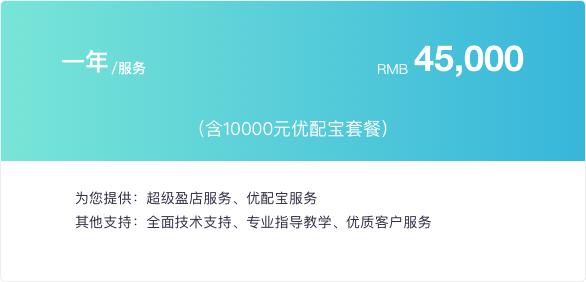 一年 /服务 RMB 45,000
（含10000元优配宝套餐）
为您提供：超级盈店服务、优配宝服务
其他支持：全面技术支持、专业指导教学、优质客户服务